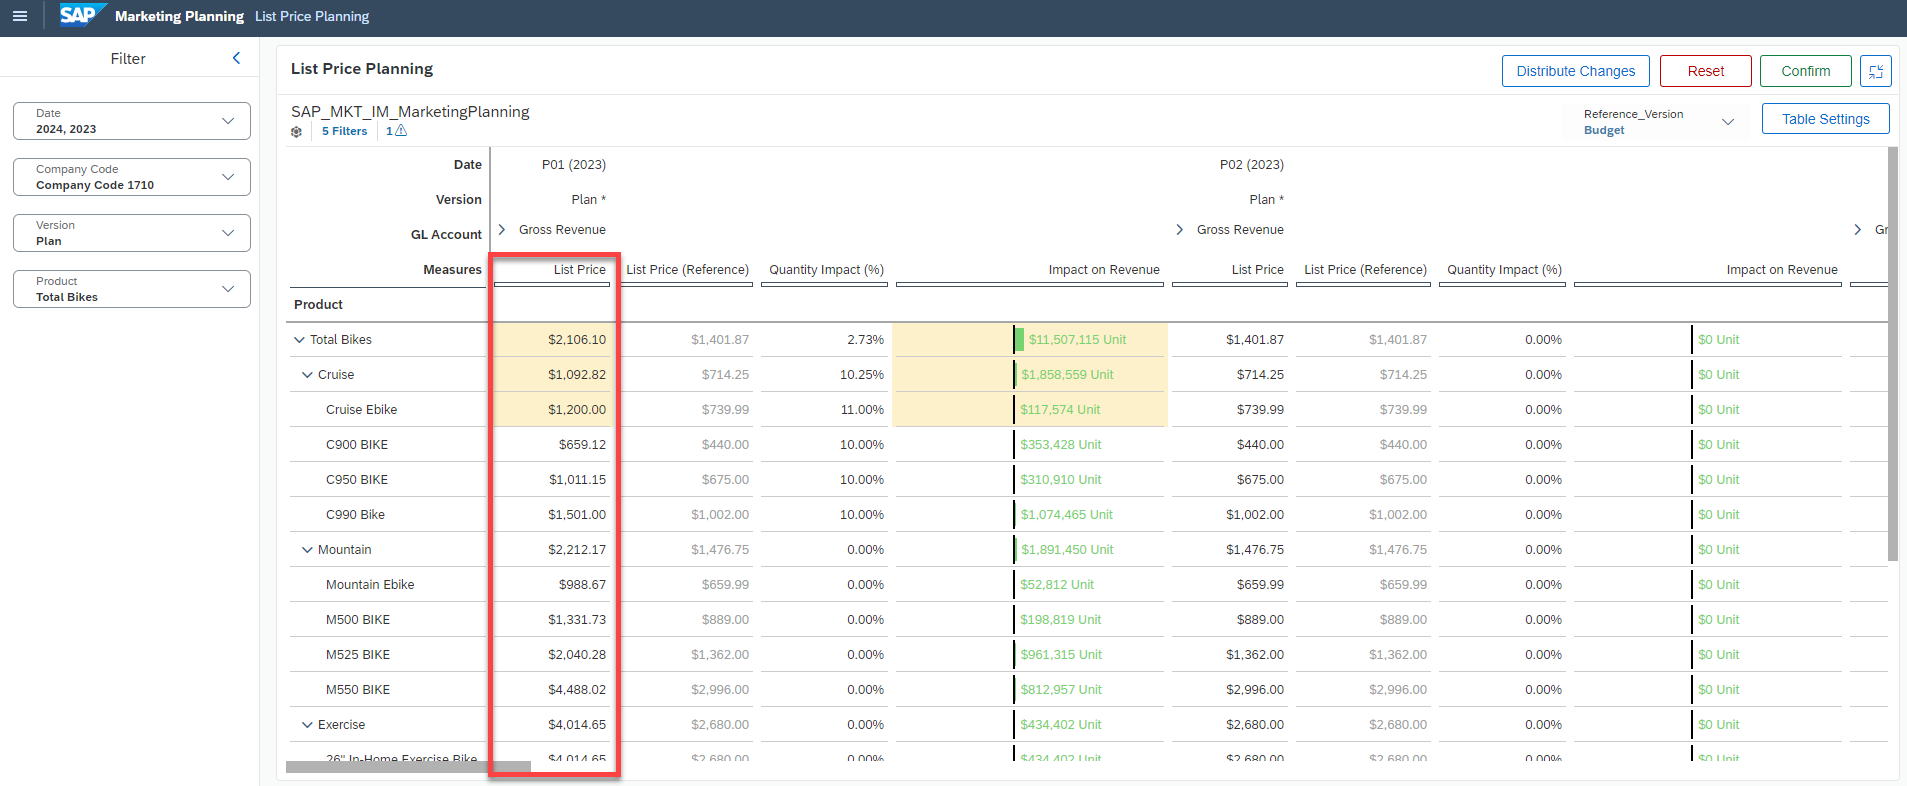 SAP Marketing Planning List Price Planning
Filter
Date
2024, 2023
Company Code
Company Code 1710
Version
Plan
Product
Total Bikes
List Price Planning
Distribute Changes Reset Confirm
SAP_MKT_IM_MarketingPlanning
5 Filters 1
Reference_Version
Budget
Table Settings
Date P01 (2023) P02 (2023)
Version Plan * Plan *
GL Account Gross Revenue Gross Revenue Gr
Measures List Price List Price (Reference) Quantity Impact (%) Impact on Revenue List Price List Price (Reference) Quantity Impact (%) Impact on Revenue
Product
Total Bikes $2,106.10 $1,401.87 2.73% $11,507,115 Unit $1,401.87 $1,401.87 0.00% $0 Unit
Cruise $1,092.82 $714.25 10.25% $1,858,559 Unit $714.25 $714.25 0.00% $0 Unit
Cruise Ebike $1,200.00 $739.99 11.00% $117,574 Unit $739.99 $739.99 0.00% $0 Unit
C900 BIKE $659.12 $440.00 10.00% $353,428 Unit $440.00 $440.00 0.00% $0 Unit
C950 BIKE $1,011.15 $675.00 10.00% $310,910 Unit $675.00 $675.00 0.00% $0 Unit
C990 Bike $1,501.00 $1,002.00 10.00% $1,074,465 Unit $1,002.00 $1,002.00 0.00% $0 Unit
Mountain $2,212.17 $1,476.75 0.00% $1,891,450 Unit $1,476.75 $1,476.75 0.00% $0 Unit
Mountain Ebike $988.67 $659.99 0.00% $52,812 Unit $659.99 $659.99 0.00% $0 Unit
M500 BIKE $1,331.73 $889.00 0.00% $198,819 Unit $889.00 $889.00 0.00% $0 Unit
M525 BIKE $2,040.28 $1,362.00 0.00% $961,315 Unit $1,362.00 $1,362.00 0.00% $0 Unit
M550 BIKE $4,488.02 $2,996.00 0.00% $812,957 Unit $2,996.00 $2,996.00 0.00% $0 Unit
Exercise $4,014.65 $2,680.00 0.00% $434,402 Unit $2,680.00 $2,680.00 0.00% $0 Unit
26" In-Home Exercise Bike $4,014.65 $2,680.00 0.00% $434,402 Unit $2,680.00 $2,680.00 0.00% $0 Unit